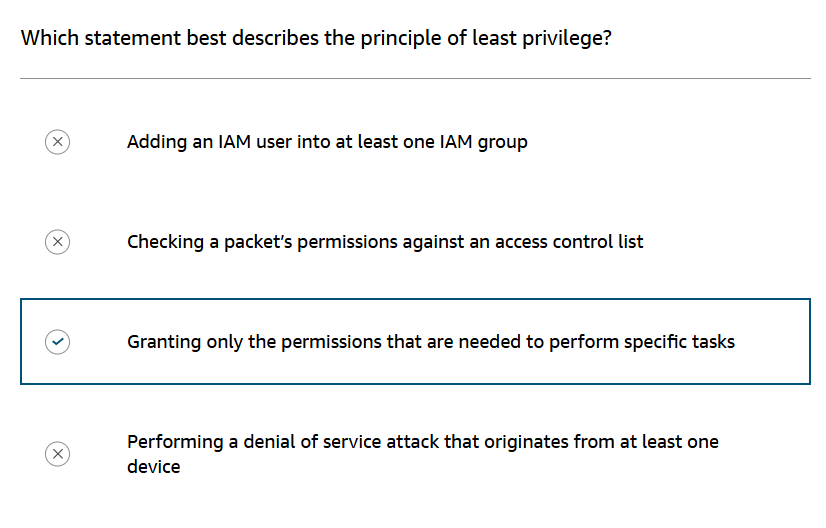 Which statement best describes the principle of least privilege?
Adding an IAM user into at least one IAM group
Checking a packet’s permissions against an access control list
Granting only the permissions that are needed to perform specific tasks
Performing a denial of service attack that originates from at least one
device